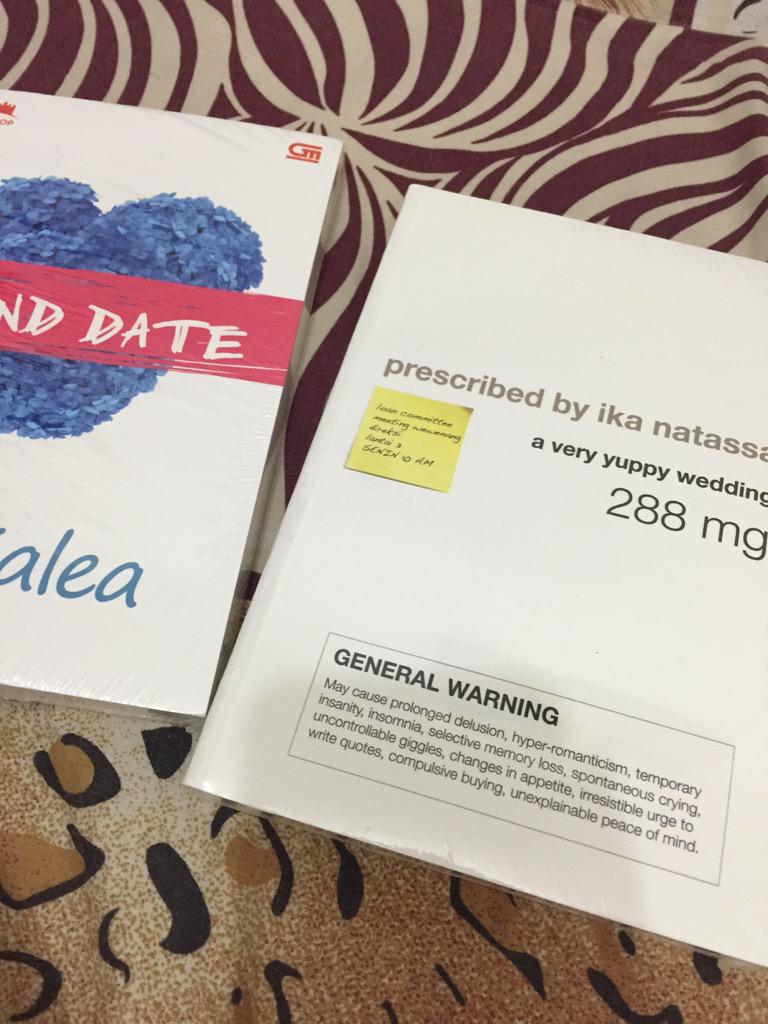 OP
GM
ND DATE
alea
prescribed by ika natassa
a very yuppy wedding
288 mg
loan committee
meeting wewenang
direksi
lantai 3
SENIN 10 AM
GENERAL WARNING
May cause prolonged delusion, hyper-romanticism, temporary
insanity, insomnia, selective memory loss, spontaneous crying,
uncontrollable giggles, changes in appetite, irresistible urge to
write quotes, compulsive buying, unexplainable peace of mind.